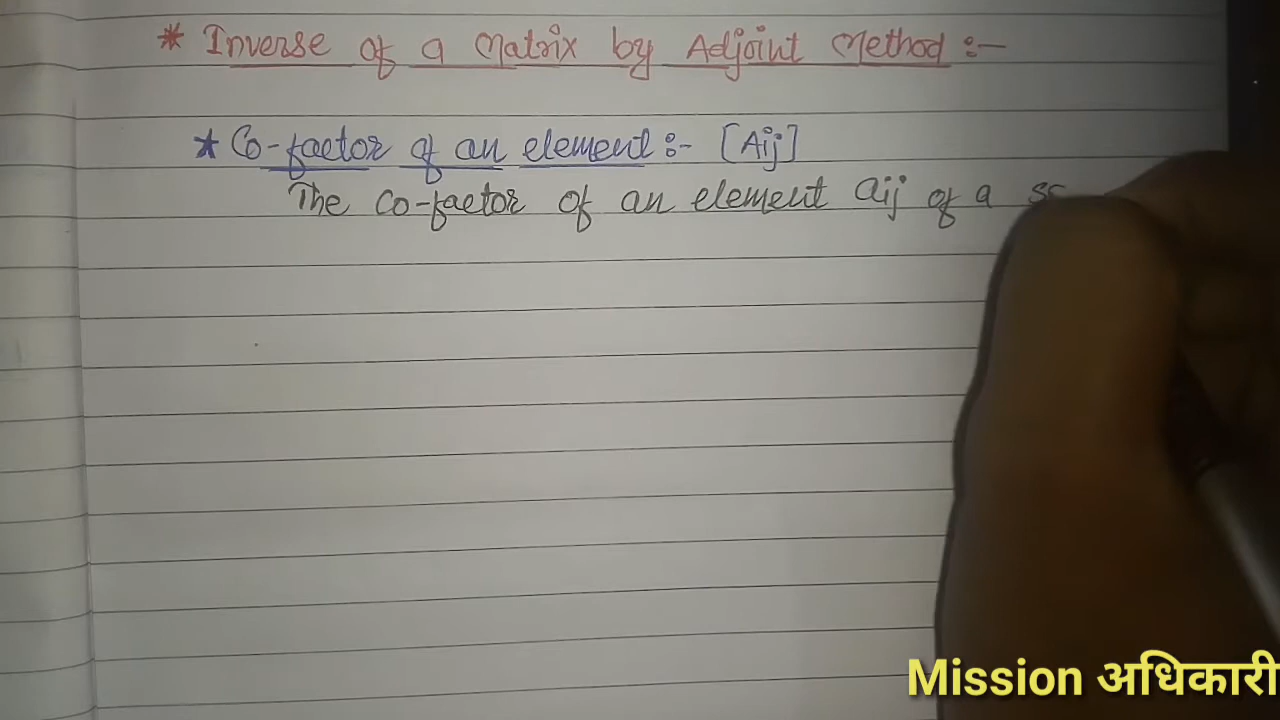 * Inverse of a Matrix by Adjoint Method :-
* Co-factor of an element :- [Aij]
The co-factor of an element aij of a
Mission अधिकारी